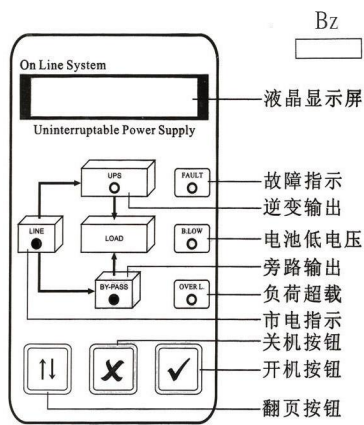 Bz
On Line System
液晶显示屏
Uninterruptable Power Supply
UPS
FAULT
故障指示
逆变输出
LINE
LOAD
B.LOW
电池低电压
旁路输出
BY-PASS
OVER L.
负荷超载
市电指示
关机按钮
开机按钮
翻页按钮